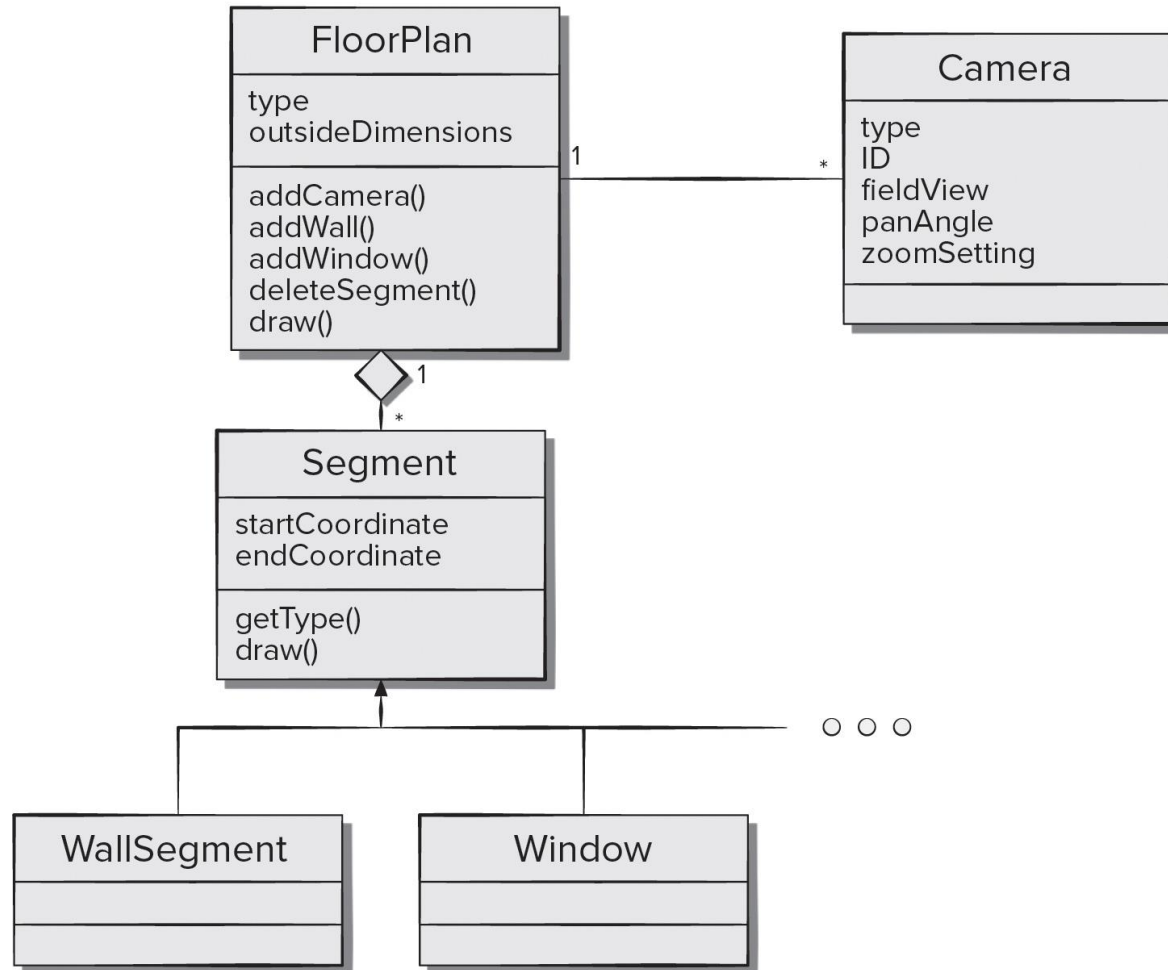 FloorPlan
type
outsideDimensions
addCamera()
addWall()
addWindow()
deleteSegment()
draw()
1
*
Camera
type
ID
fieldView
panAngle
zoomSetting
1
*
Segment
startCoordinate
endCoordinate
getType()
draw()
WallSegment
Window